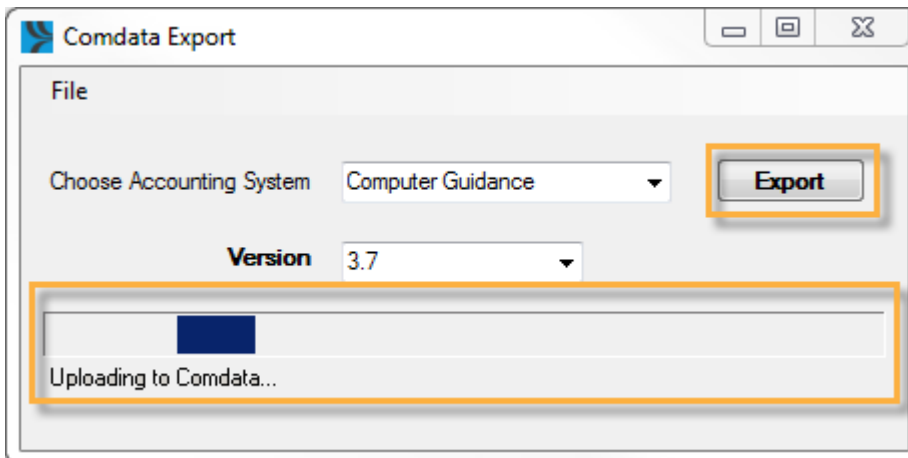 Comdata Export
File
Choose Accounting System Computer Guidance Export
Version 3.7
Uploading to Comdata...